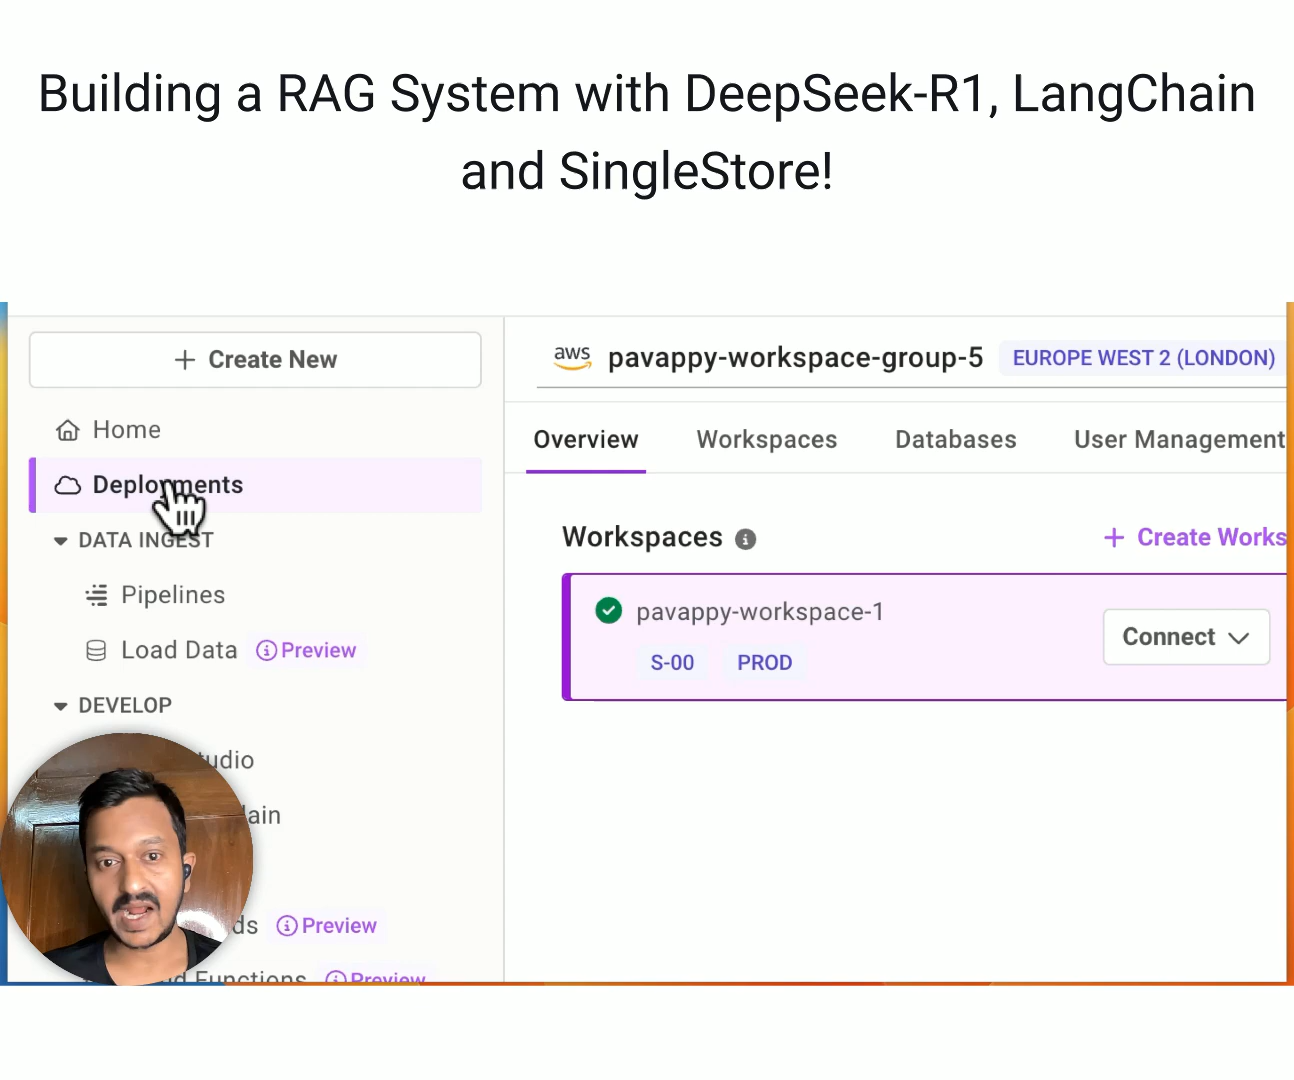 Building a RAG System with DeepSeek-R1, LangChain
and SingleStore!
Create New
Home
Deployments
DATA INGEST
Pipelines
Load Data Preview
DEVELOP
Preview
Functions Preview
aws pavappy-workspace-group-5 EUROPE WEST 2 (LONDON)
Overview Workspaces Databases User Management
Workspaces
+ Create
pavappy-workspace-1
S-00 PROD
Connect